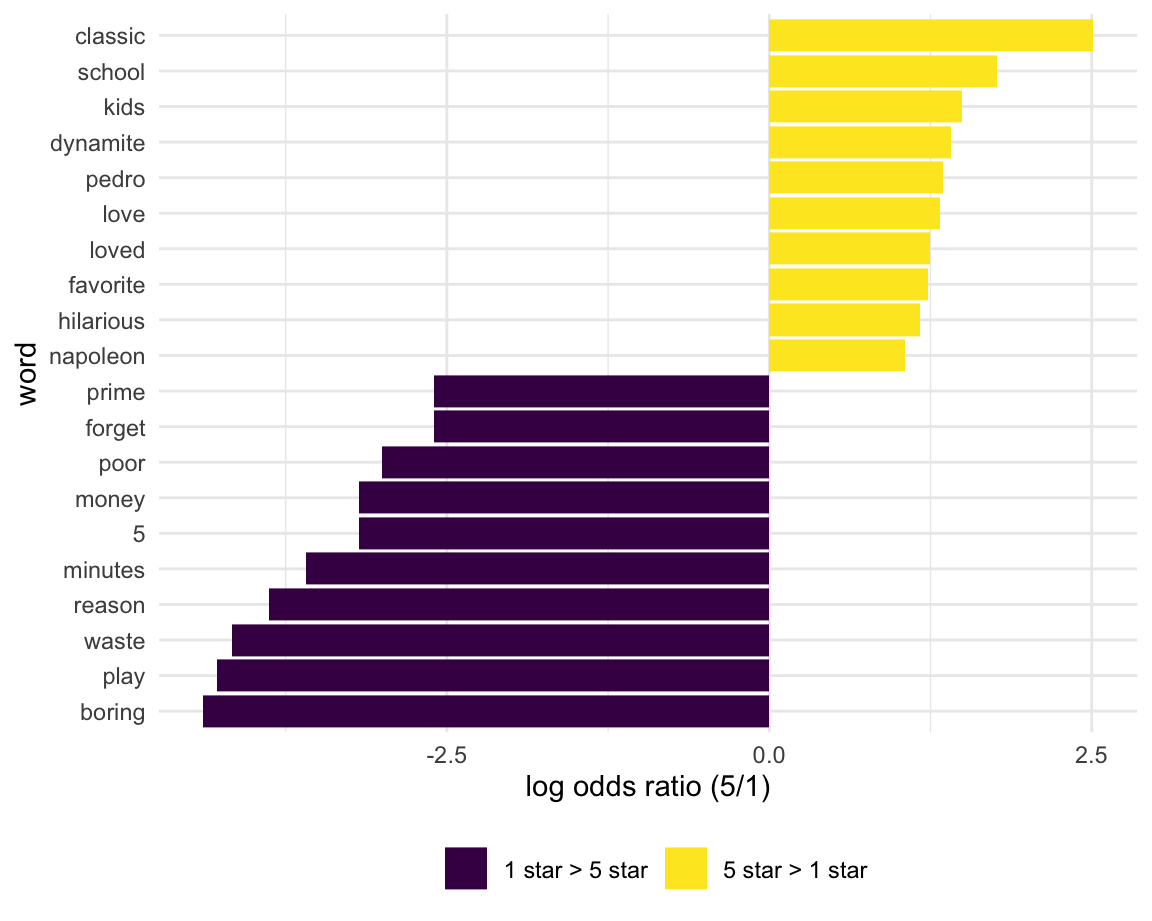 classic
school
kids
dynamite
pedro
love
loved
favorite
hilarious
napoleon
prime
forget
poor
money
5
minutes
reason
waste
play
boring
word
-2.5 0.0 2.5
log odds ratio (5/1)
1 star > 5 star 5 star > 1 star